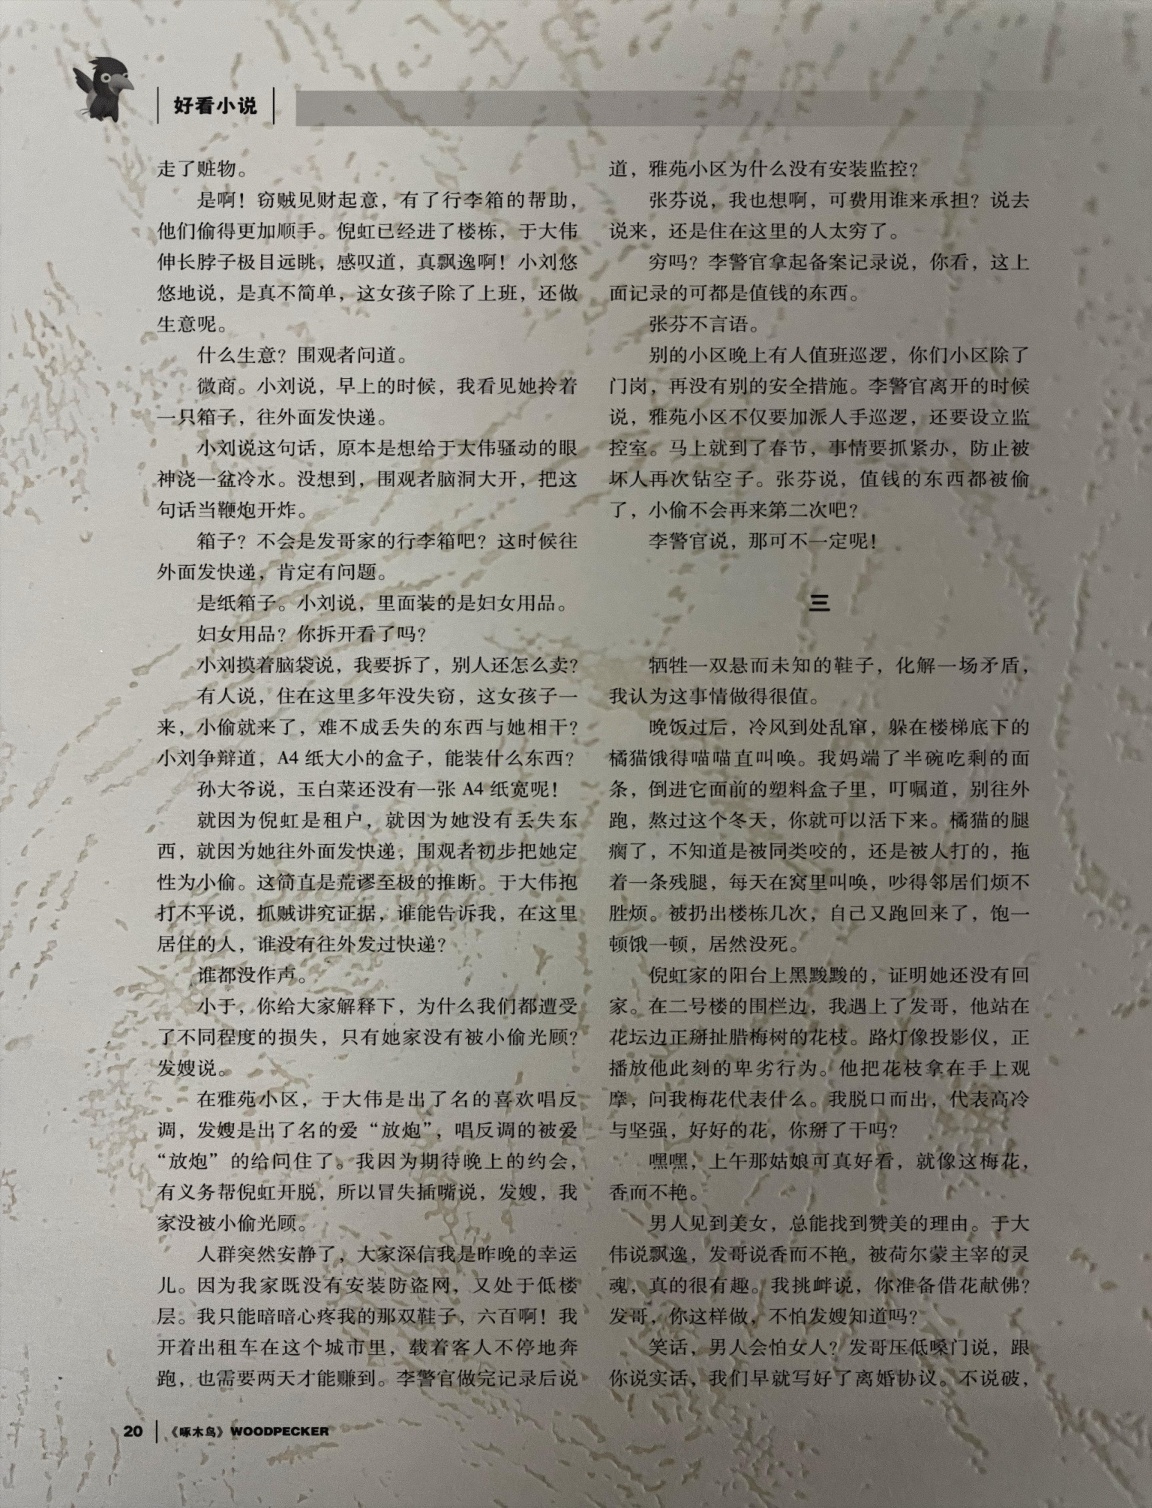 好看小说
走了赃物。
是啊！窃贼见财起意，有了行李箱的帮助，
他们偷得更加顺手。倪虹已经进了楼栋，于大伟
伸长脖子极目远眺，感叹道，真飘逸啊！小刘悠
悠地说，是真不简单，这女孩子除了上班，还做
生意呢。
什么生意？围观者问道。
微商。小刘说，早上的时候，我看见她拎着
一只箱子，往外面发快递。
小刘说这句话，原本是想给于大伟骚动的眼
神浇一盆冷水。没想到，围观者脑洞大开，把这
句话当鞭炮开炸。
箱子？不会是发哥家的行李箱吧？这时候往
外面发快递，肯定有问题。
是纸箱子。小刘说，里面装的是妇女用品。
妇女用品？你拆开看了吗？
小刘摸着脑袋说，我要拆了，别人还怎么卖？
有人说，住在这里多年没失窃，这女孩子一
来，小偷就来了，难不成丢失的东西与她相干？
小刘争辩道，A4 纸大小的盒子，能装什么东西？
孙大爷说，玉白菜还没有一张 A4 纸宽呢！
就因为倪虹是租户，就因为她没有丢失东
西，就因为她往外面发快递，围观者初步把她定
性为小偷。这简直是荒谬至极的推断。于大伟抱
打不平说，抓贼讲究证据，谁能告诉我，在这里
居住的人，谁没有往外发过快递？
谁都没作声。
小于，你给大家解释下，为什么我们都遭受
了不同程度的损失，只有她家没有被小偷光顾？
发嫂说。
在雅苑小区，于大伟是出了名的喜欢唱反
调，发嫂是出了名的爱“放炮”，唱反调的被爱
“放炮”的给问住了。我因为期待晚上的约会，
有义务帮倪虹开脱，所以冒失插嘴说，发嫂，我
家没被小偷光顾。
人群突然安静了，大家深信我是昨晚的幸运
儿。因为我家既没有安装防盗网，又处于低楼
层。我只能暗暗心疼我的那双鞋子，六百啊！我
开着出租车在这个城市里，载着客人不停地奔
跑，也需要两天才能赚到。李警官做完记录后说
道，雅苑小区为什么没有安装监控？
张芬说，我也想啊，可费用谁来承担？说去
说来，还是住在这里的人太穷了。
穷吗？李警官拿起备案记录说，你看，这上
面记录的可都是值钱的东西。
张芬不言语。
别的小区晚上有人值班巡逻，你们小区除了
门岗，再没有别的安全措施。李警官离开的时候
说，雅苑小区不仅要加派人手巡逻，还要设立监
控室。马上就到了春节，事情要抓紧办，防止被
坏人再次钻空子。张芬说，值钱的东西都被偷
了，小偷不会再来第二次吧？
李警官说，那可不一定呢！
三
牺牲一双悬而未知的鞋子，化解一场矛盾，
我认为这事情做得很值。
晚饭过后，冷风到处乱窜，躲在楼梯底下的
橘猫饿得喵喵直叫唤。我妈端了半碗吃剩的面
条，倒进它面前的塑料盒子里，叮嘱道，别往外
跑，熬过这个冬天，你就可以活下来。橘猫的腿
瘸了，不知道是被同类咬的，还是被人打的，拖
着一条残腿，每天在窝里叫唤，吵得邻居们烦不
胜烦。被扔出楼栋几次，自己又跑回来了，饱一
顿饿一顿，居然没死。
倪虹家的阳台上黑黢黢的，证明她还没有回
家。在二号楼的围栏边，我遇上了发哥，他站在
花坛边正掰扯腊梅树的花枝。路灯像投影仪，正
播放他此刻的卑劣行为。他把花枝拿在手上观
摩，问我梅花代表什么。我脱口而出，代表高冷
与坚强，好好的花，你掰了干吗？
嘿嘿，上午那姑娘可真好看，就像这梅花，
香而不艳。
男人见到美女，总能找到赞美的理由。于大
伟说飘逸，发哥说香而不艳，被荷尔蒙主宰的灵
魂，真的很有趣。我挑衅说，你准备借花献佛？
发哥，你这样做，不怕发嫂知道吗？
笑话，男人会怕女人？发哥压低嗓门说，跟
你说实话，我们早就写好了离婚协议。不说破，
20 《啄木鸟》WOODPECKER